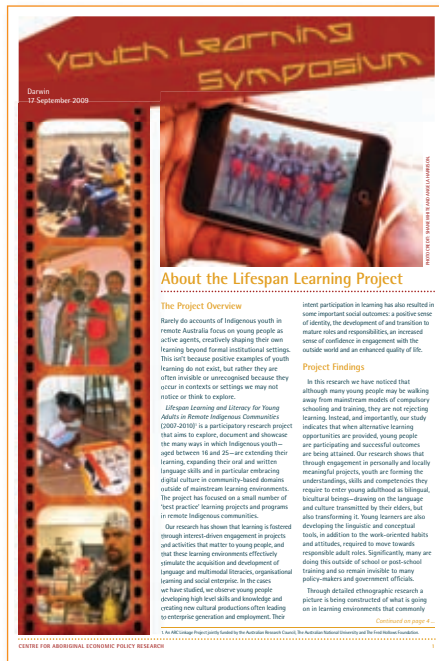 Youth Learning
Symposium
Darwin
17 September 2009
About the Lifespan Learning Project
The Project Overview
Rarely do accounts of Indigenous youth in
remote Australia focus on young people as
active agents, creatively shaping their own
learning beyond formal institutional settings.
This isn't because positive examples of youth
learning do not exist, but rather they are
often invisible or unrecognised because they
occur in contexts or settings we may not
notice or think to explore.
Lifespan Learning and Literacy for Young
Adults in Remote Indigenous Communities
(2007-2010)¹ is a participatory research project
that aims to explore, document and showcase
the many ways in which Indigenous youth—
aged between 16 and 25—are extending their
learning, expanding their oral and written
language skills and in particular embracing
digital culture in community-based domains
outside of mainstream learning environments.
The project has focused on a small number of
'best practice' learning projects and programs
in remote Indigenous communities.
Our research has shown that learning is fostered
through interest-driven engagement in projects
and activities that matter to young people, and
that these learning environments effectively
stimulate the acquisition and development of
language and multimodal literacies, organisational
learning and social enterprise. In the cases
we have studied, we observe young people
developing high level skills and knowledge and
creating new cultural productions often leading
to enterprise generation and employment. Their
intent participation in learning has also resulted in
some important social outcomes: a positive sense
of identity, the development of and transition to
mature roles and responsibilities, an increased
sense of confidence in engagement with the
outside world and an enhanced quality of life.
Project Findings
In this research we have noticed that
although many young people may be walking
away from mainstream models of compulsory
schooling and training, they are not rejecting
learning. Instead, and importantly, our study
indicates that when alternative learning
opportunities are provided, young people
are participating and successful outcomes
are being attained. Our research shows that
through engagement in personally and locally
meaningful projects, youth are forming the
understandings, skills and competencies they
require to enter young adulthood as bilingual,
bicultural beings—drawing on the language
and culture transmitted by their elders, but
also transforming it. Young learners are also
developing the linguistic and conceptual
tools, in addition to the work-oriented habits
and attitudes, required to move towards
responsible adult roles. Significantly, many are
doing this outside of school or post-school
training and so remain invisible to many
policy-makers and government officials.
Through detailed ethnographic research a
picture is being constructed of what is going
on in learning environments that commonly
Continued on page 4 ...
1. An ARC Linkage Project jointly funded by the Australian Research Council, The Australian National University and The Fred Hollows Foundation.
CENTRE FOR ABORIGINAL ECONOMIC POLICY RESEARCH
1